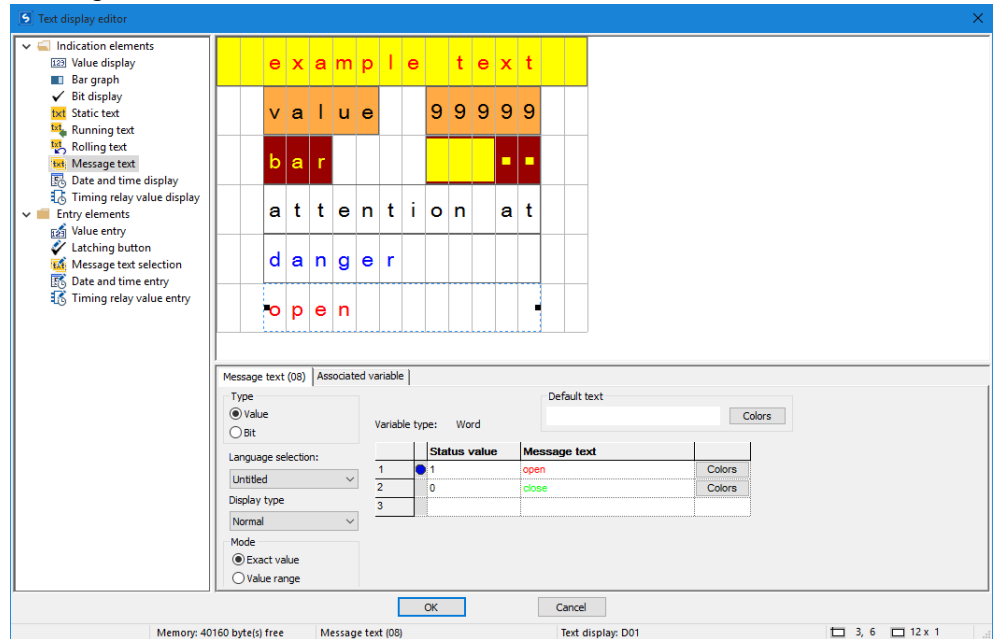 Text display editor
Indication elements
Value display
Bar graph
Bit display
Static text
Running text
Rolling text
Message text
Date and time display
Timing relay value display
Entry elements
Value entry
Latching button
Message text selection
Date and time entry
Timing relay value entry
example text
value 99999
bar
attention at
danger
open
Message text (08) Associated variable
Type
Value
Bit
Variable type: Word
Default text
Colors
Language selection:
Untitled
Display type
Normal
Mode
Exact value
Value range
Status value Message text
1 1 open Colors
2 0 close Colors
3
OK Cancel
Memory: 40160 byte(s) free Message text (08) Text display: D01 3, 6 12 x 1